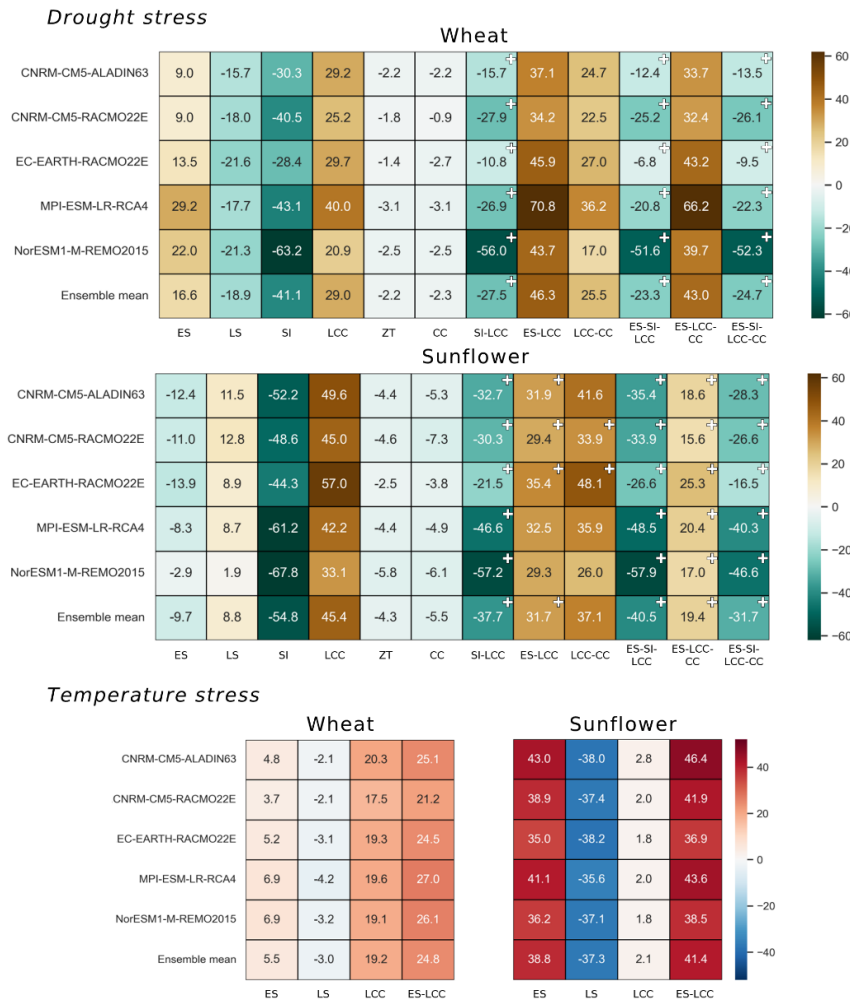 Drought stress
Wheat
CNRM-CM5-ALADIN63 9.0 -15.7 -30.3 29.2 -2.2 -2.2 -15.7 37.1 24.7 -12.4 33.7 -13.5
CNRM-CM5-RACMO22E 9.0 -18.0 -40.5 25.2 -1.8 -0.9 -27.9 34.2 22.5 -25.2 32.4 -26.1
EC-EARTH-RACMO22E 13.5 -21.6 -28.4 29.7 -1.4 -2.7 -10.8 45.9 27.0 -6.8 43.2 -9.5
MPI-ESM-LR-RCA4 29.2 -17.7 -43.1 40.0 -3.1 -3.1 -26.9 70.8 36.2 -20.8 66.2 -22.3
NorESM1-M-REMO2015 22.0 -21.3 -63.2 20.9 -2.5 -2.5 -56.0 43.7 17.0 -51.6 39.7 -52.3
Ensemble mean 16.6 -18.9 -41.1 29.0 -2.2 -2.3 -27.5 46.3 25.5 -23.3 43.0 -24.7
ES LS SI LCC ZT CC SI-LCC ES-LCC LCC-CC ES-SI-LCC ES-LCC-CC ES-SI-LCC-CC
60
40
20
0
−20
−40
−60
Sunflower
CNRM-CM5-ALADIN63 -12.4 11.5 -52.2 49.6 -4.4 -5.3 -32.7 31.9 41.6 -35.4 18.6 -28.3
CNRM-CM5-RACMO22E -11.0 12.8 -48.6 45.0 -4.6 -7.3 -30.3 29.4 33.9 -33.9 15.6 -26.6
EC-EARTH-RACMO22E -13.9 8.9 -44.3 57.0 -2.5 -3.8 -21.5 35.4 48.1 -26.6 25.3 -16.5
MPI-ESM-LR-RCA4 -8.3 8.7 -61.2 42.2 -4.4 -4.9 -46.6 32.5 35.9 -48.5 20.4 -40.3
NorESM1-M-REMO2015 -2.9 1.9 -67.8 33.1 -5.8 -6.1 -57.2 29.3 26.0 -57.9 17.0 -46.6
Ensemble mean -9.7 8.8 -54.8 45.4 -4.3 -5.5 -37.7 31.7 37.1 -40.5 19.4 -31.7
ES LS SI LCC ZT CC SI-LCC ES-LCC LCC-CC ES-SI-LCC ES-LCC-CC ES-SI-LCC-CC
60
40
20
0
−20
−40
−60
Temperature stress
Wheat
CNRM-CM5-ALADIN63 4.8 -2.1 20.3 25.1
CNRM-CM5-RACMO22E 3.7 -2.1 17.5 21.2
EC-EARTH-RACMO22E 5.2 -3.1 19.3 24.5
MPI-ESM-LR-RCA4 6.9 -4.2 19.6 27.0
NorESM1-M-REMO2015 6.9 -3.2 19.1 26.1
Ensemble mean 5.5 -3.0 19.2 24.8
ES LS LCC ES-LCC
Sunflower
43.0 -38.0 2.8 46.4
38.9 -37.4 2.0 41.9
35.0 -38.2 1.8 36.9
41.1 -35.6 2.0 43.6
36.2 -37.1 1.8 38.5
38.8 -37.3 2.1 41.4
ES LS LCC ES-LCC
40
20
0
−20
−40